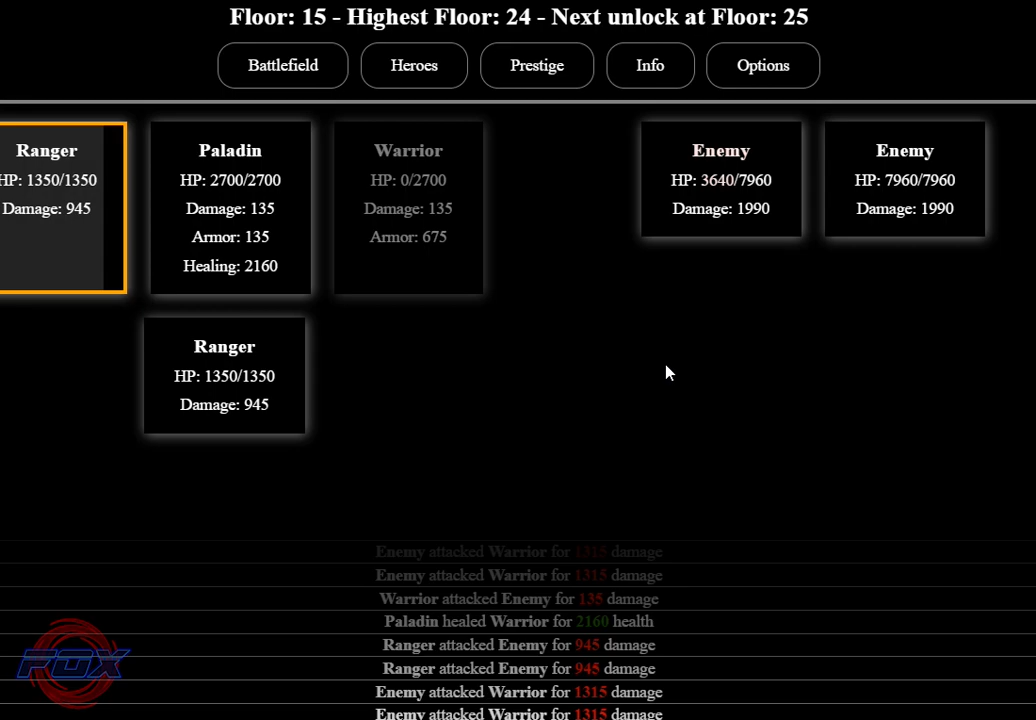 Floor: 15 - Highest Floor: 24 - Next unlock at Floor: 25
Battlefield Heroes Prestige Info Options
Ranger
HP: 1350/1350
Damage: 945
Paladin
HP: 2700/2700
Damage: 135
Armor: 135
Healing: 2160
Warrior
HP: 0/2700
Damage: 135
Armor: 675
Enemy
HP: 3640/7960
Damage: 1990
Enemy
HP: 7960/7960
Damage: 1990
Ranger
HP: 1350/1350
Damage: 945
Enemy attacked Warrior for 1315 damage
Enemy attacked Warrior for 1315 damage
Warrior attacked Enemy for 135 damage
Paladin healed Warrior for 2160 health
Ranger attacked Enemy for 945 damage
Ranger attacked Enemy for 945 damage
Enemy attacked Warrior for 1315 damage
Enemy attacked Warrior for 1315 damage
FOX